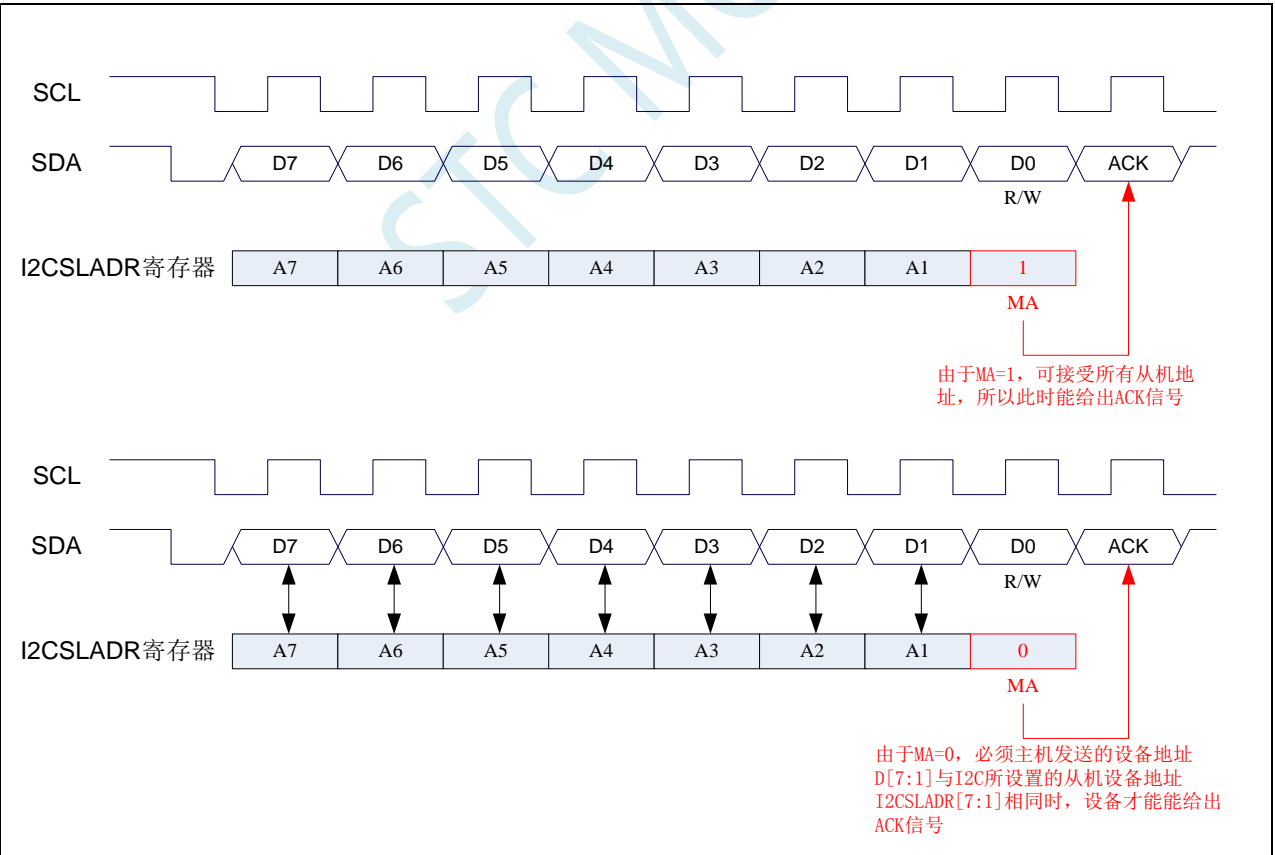 STC MC
SCL
SDA D7 D6 D5 D4 D3 D2 D1 D0 ACK
R/W
I2CSLADR寄存器 A7 A6 A5 A4 A3 A2 A1 1
MA
由于MA=1，可接受所有从机地
址，所以此时能给出ACK信号
SCL
SDA D7 D6 D5 D4 D3 D2 D1 D0 ACK
R/W
I2CSLADR寄存器 A7 A6 A5 A4 A3 A2 A1 0
MA
由于MA=0，必须主机发送的设备地址
D[7:1]与I2C所设置的从机设备地址
I2CSLADR[7:1]相同时，设备才能能给出
ACK信号